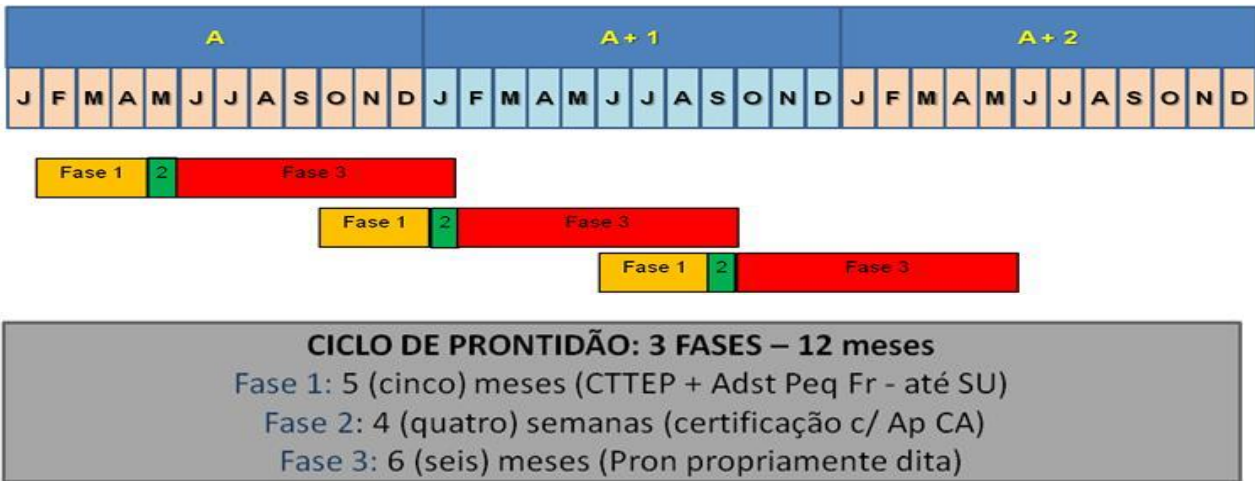 A A + 1 A + 2
J F M A M J J A S O N D J F M A M J J A S O N D J F M A M J J A S O N D
Fase 1 2 Fase 3
Fase 1 2 Fase 3
Fase 1 2 Fase 3
CICLO DE PRONTIDÃO: 3 FASES – 12 meses
Fase 1: 5 (cinco) meses (CTTEP + Adst Peq Fr - até SU)
Fase 2: 4 (quatro) semanas (certificação c/ Ap CA)
Fase 3: 6 (seis) meses (Pron propriamente dita)